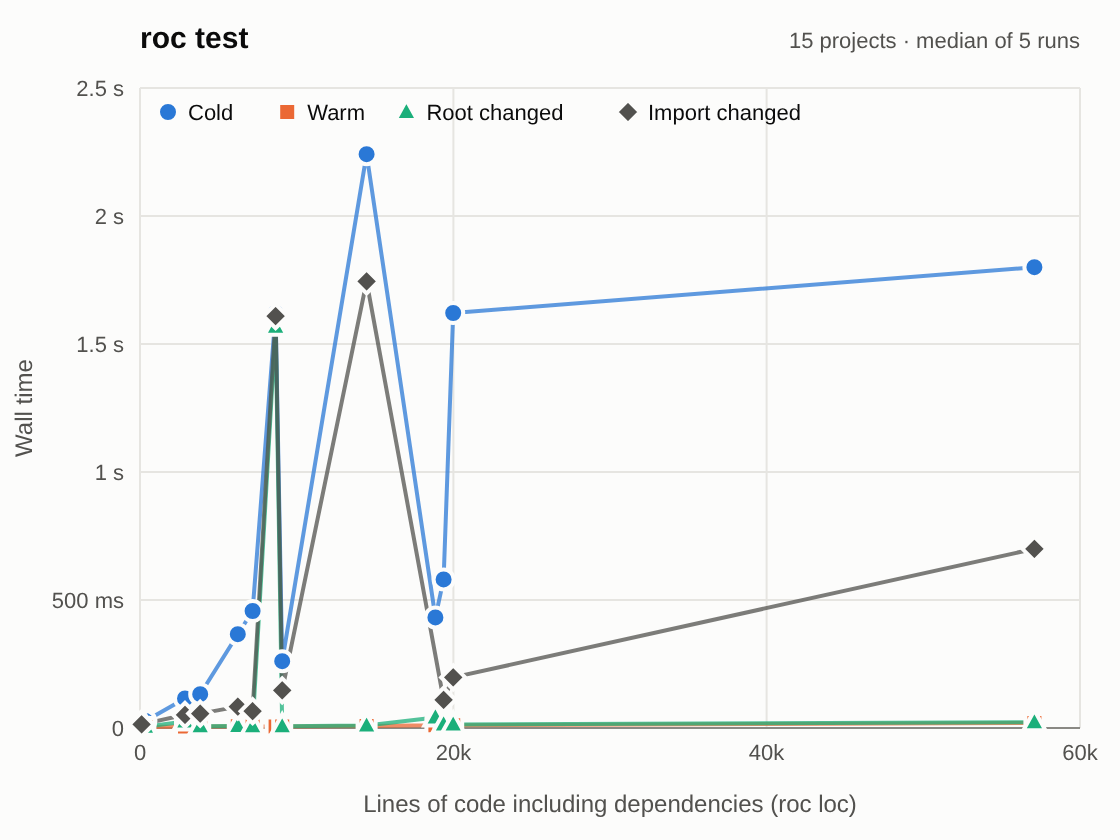 roc test
15 projects · median of 5 runs
Cold Warm Root changed Import changed
2.5 s
2 s
1.5 s
1 s
500 ms
0
Wall time
0 20k 40k 60k
Lines of code including dependencies (roc loc)